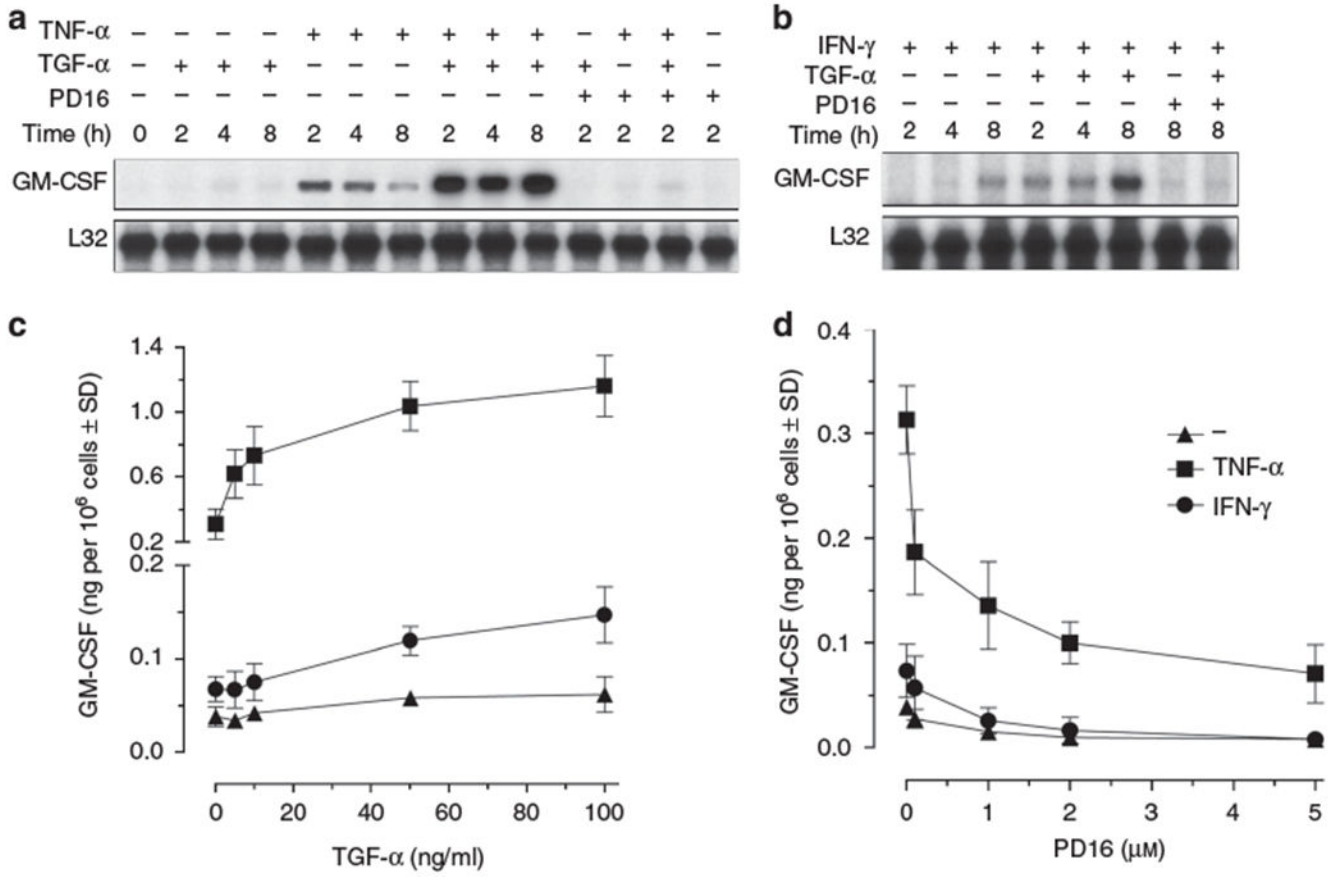 a
TNF-α − − − − + + + + + + − + + −
TGF-α − + + + − − − + + + + − + −
PD16 − − − − − − − − − − + + + +
Time (h) 0 2 4 8 2 4 8 2 4 8 2 2 2 2
GM-CSF
L32
b
IFN-γ + + + + + + + +
TGF-α − − − + + + − +
PD16 − − − − − − + +
Time (h) 2 4 8 2 4 8 8 8
GM-CSF
L32
c
GM-CSF (ng per 10⁶ cells ± SD)
1.4
1.0
0.6
0.2
0.2
0.1
0.0
0 20 40 60 80 100
TGF-α (ng/ml)
d
GM-CSF (ng per 10⁶ cells ± SD)
0.4
0.3
0.2
0.1
0.0
−
TNF-α
IFN-γ
0 1 2 3 4 5
PD16 (μM)